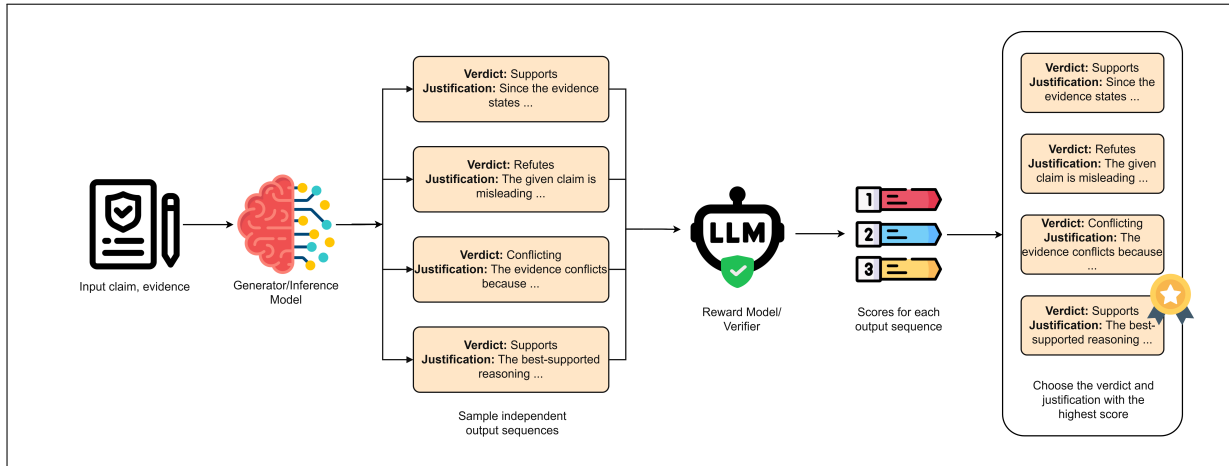 Input claim, evidence
Generator/Inference
Model
Verdict: Supports
Justification: Since the evidence
states ...
Verdict: Refutes
Justification: The given claim is
misleading ...
Verdict: Conflicting
Justification: The evidence conflicts
because ...
Verdict: Supports
Justification: The best-supported
reasoning ...
Sample independent
output sequences
LLM
Reward Model/
Verifier
1
2
3
Scores for each
output sequence
Verdict: Supports
Justification: Since the
evidence states ...
Verdict: Refutes
Justification: The given
claim is misleading ...
Verdict: Conflicting
Justification: The
evidence conflicts because
...
Verdict: Supports
Justification: The best-
supported reasoning ...
Choose the verdict and
justification with the
highest score